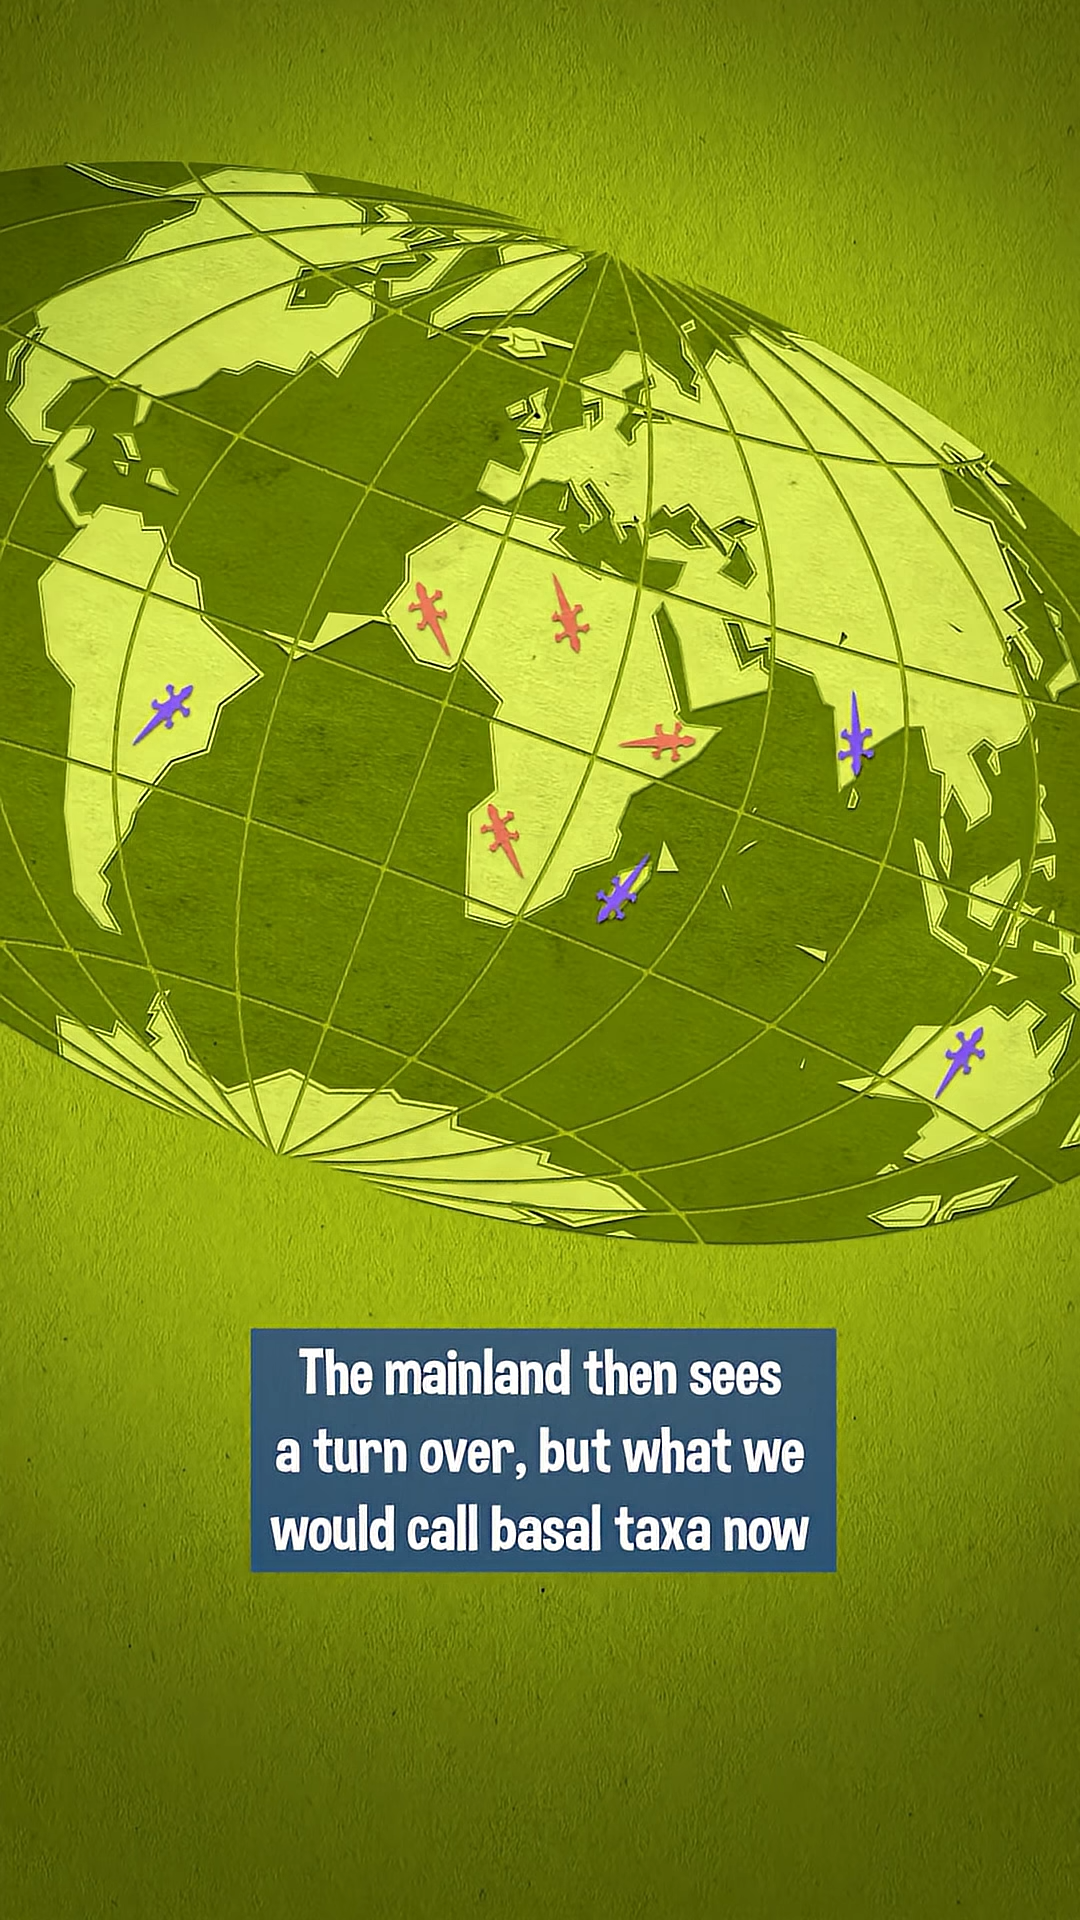 The mainland then sees
a turn over, but what we
would call basal taxa now